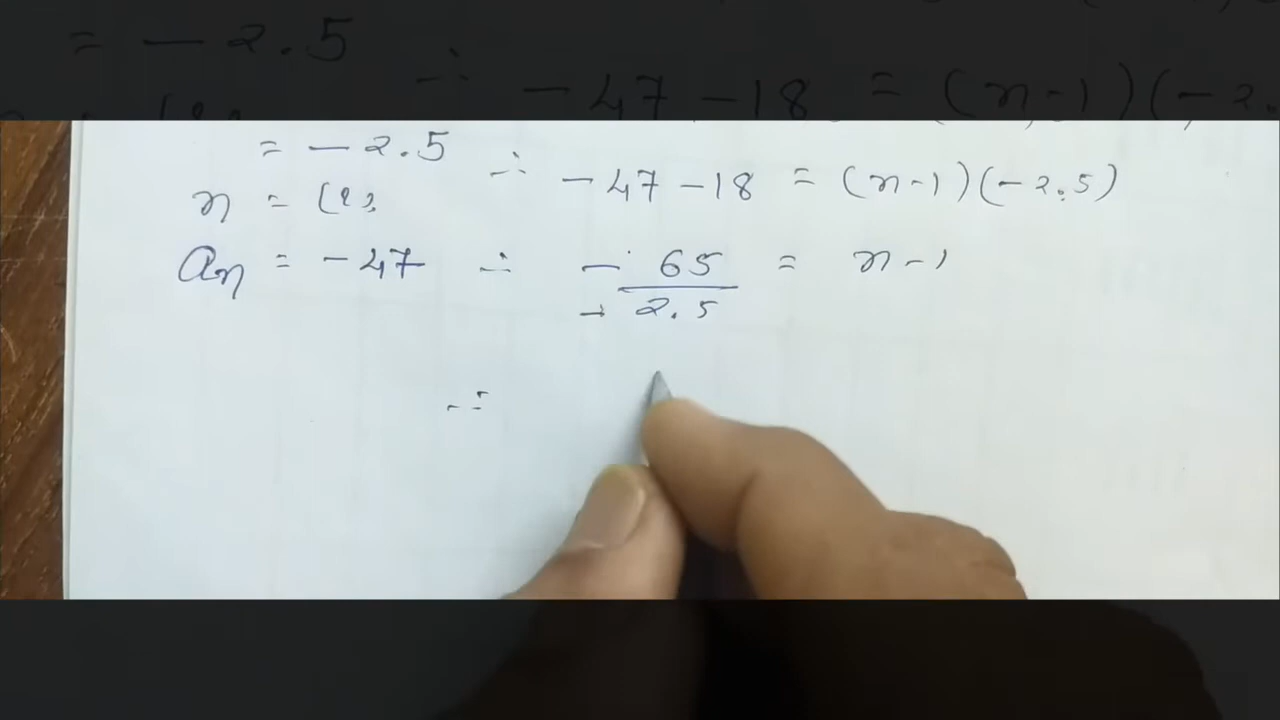 = -2.5 ∴ -47-18 = (n-1)(-2.5)
n = (?)
an = -47 ∴ -65/-2.5 = n-1
∴